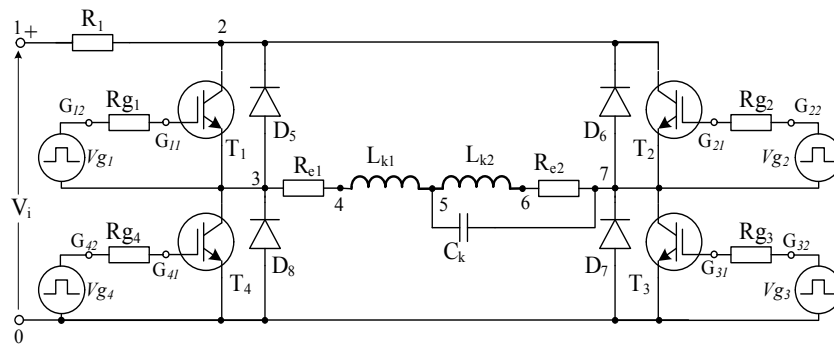 1 + R1 2
G12 Rg1 G11 T1 D5 D6 T2 G21 Rg2 G22
Vg1 Vg2
Vi 3 Re1 4 Lk1 5 Lk2 6 Re2 7
Ck
G42 Rg4 G41 T4 D8 D7 T3 G31 Rg3 G32
Vg4 Vg3
0